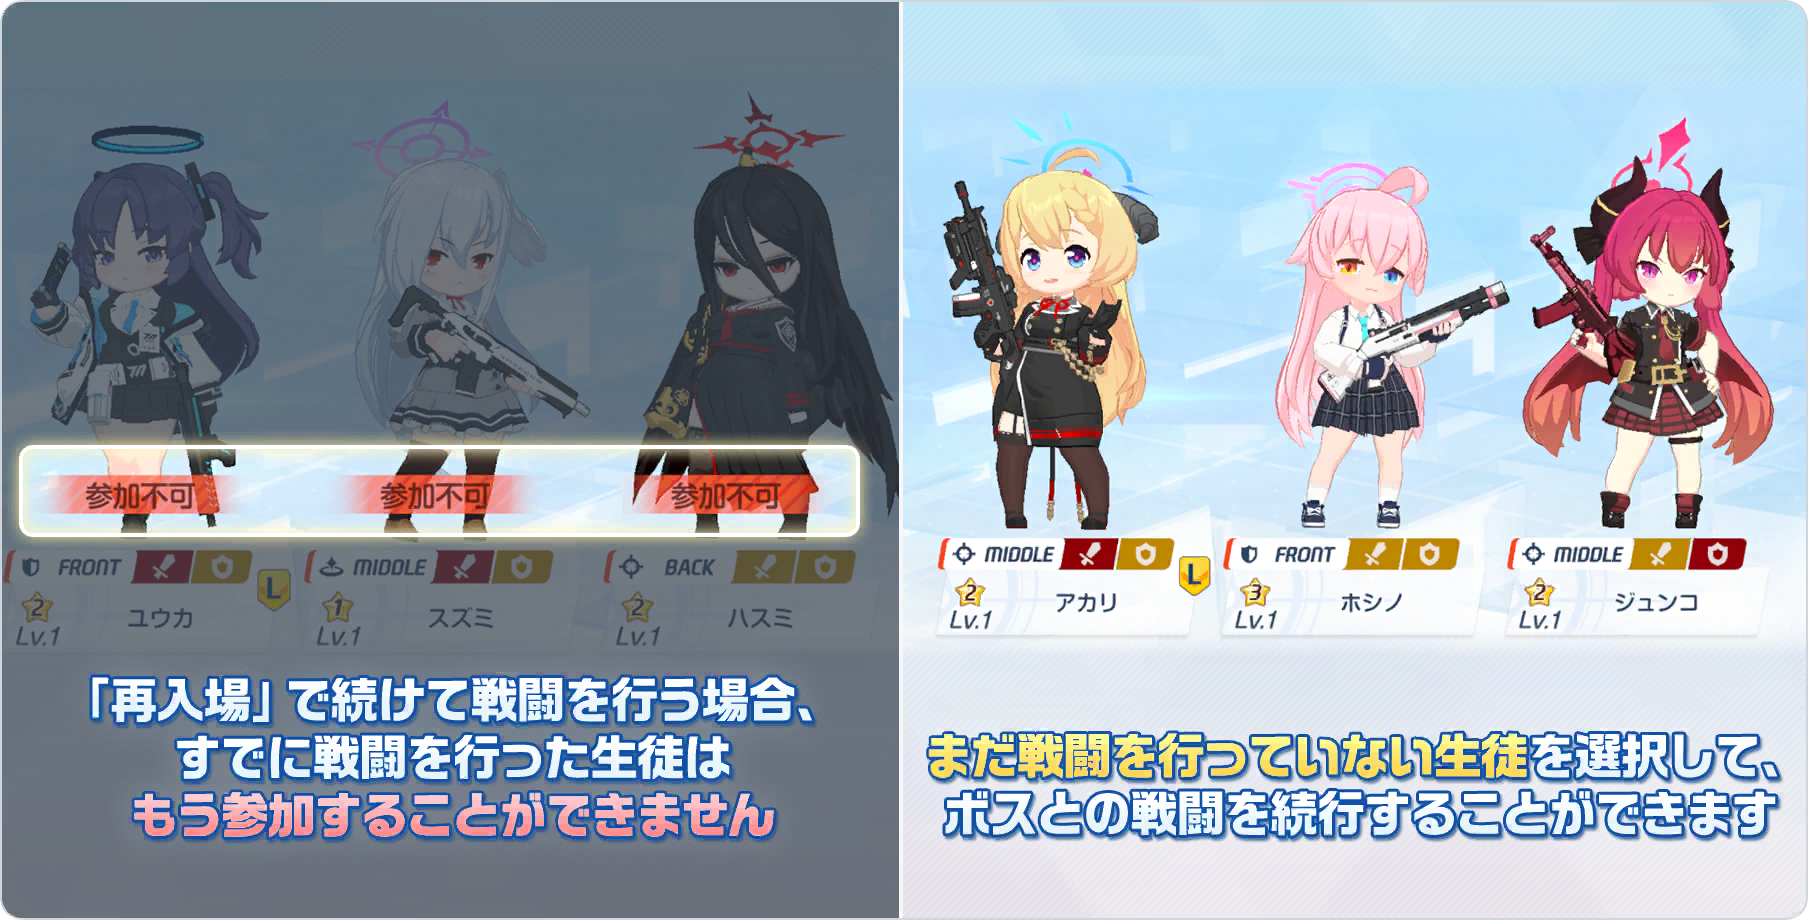 参加不可
参加不可
参加不可
FRONT
2
Lv.1
ユウカ
L
MIDDLE
1
Lv.1
スズミ
BACK
2
Lv.1
ハスミ
「再入場」で続けて戦闘を行う場合、
すでに戦闘を行った生徒は
もう参加することができません
MIDDLE
2
Lv.1
アカリ
L
FRONT
3
Lv.1
ホシノ
MIDDLE
2
Lv.1
ジュンコ
まだ戦闘を行っていない生徒を選択して、
ボスとの戦闘を続行することができます